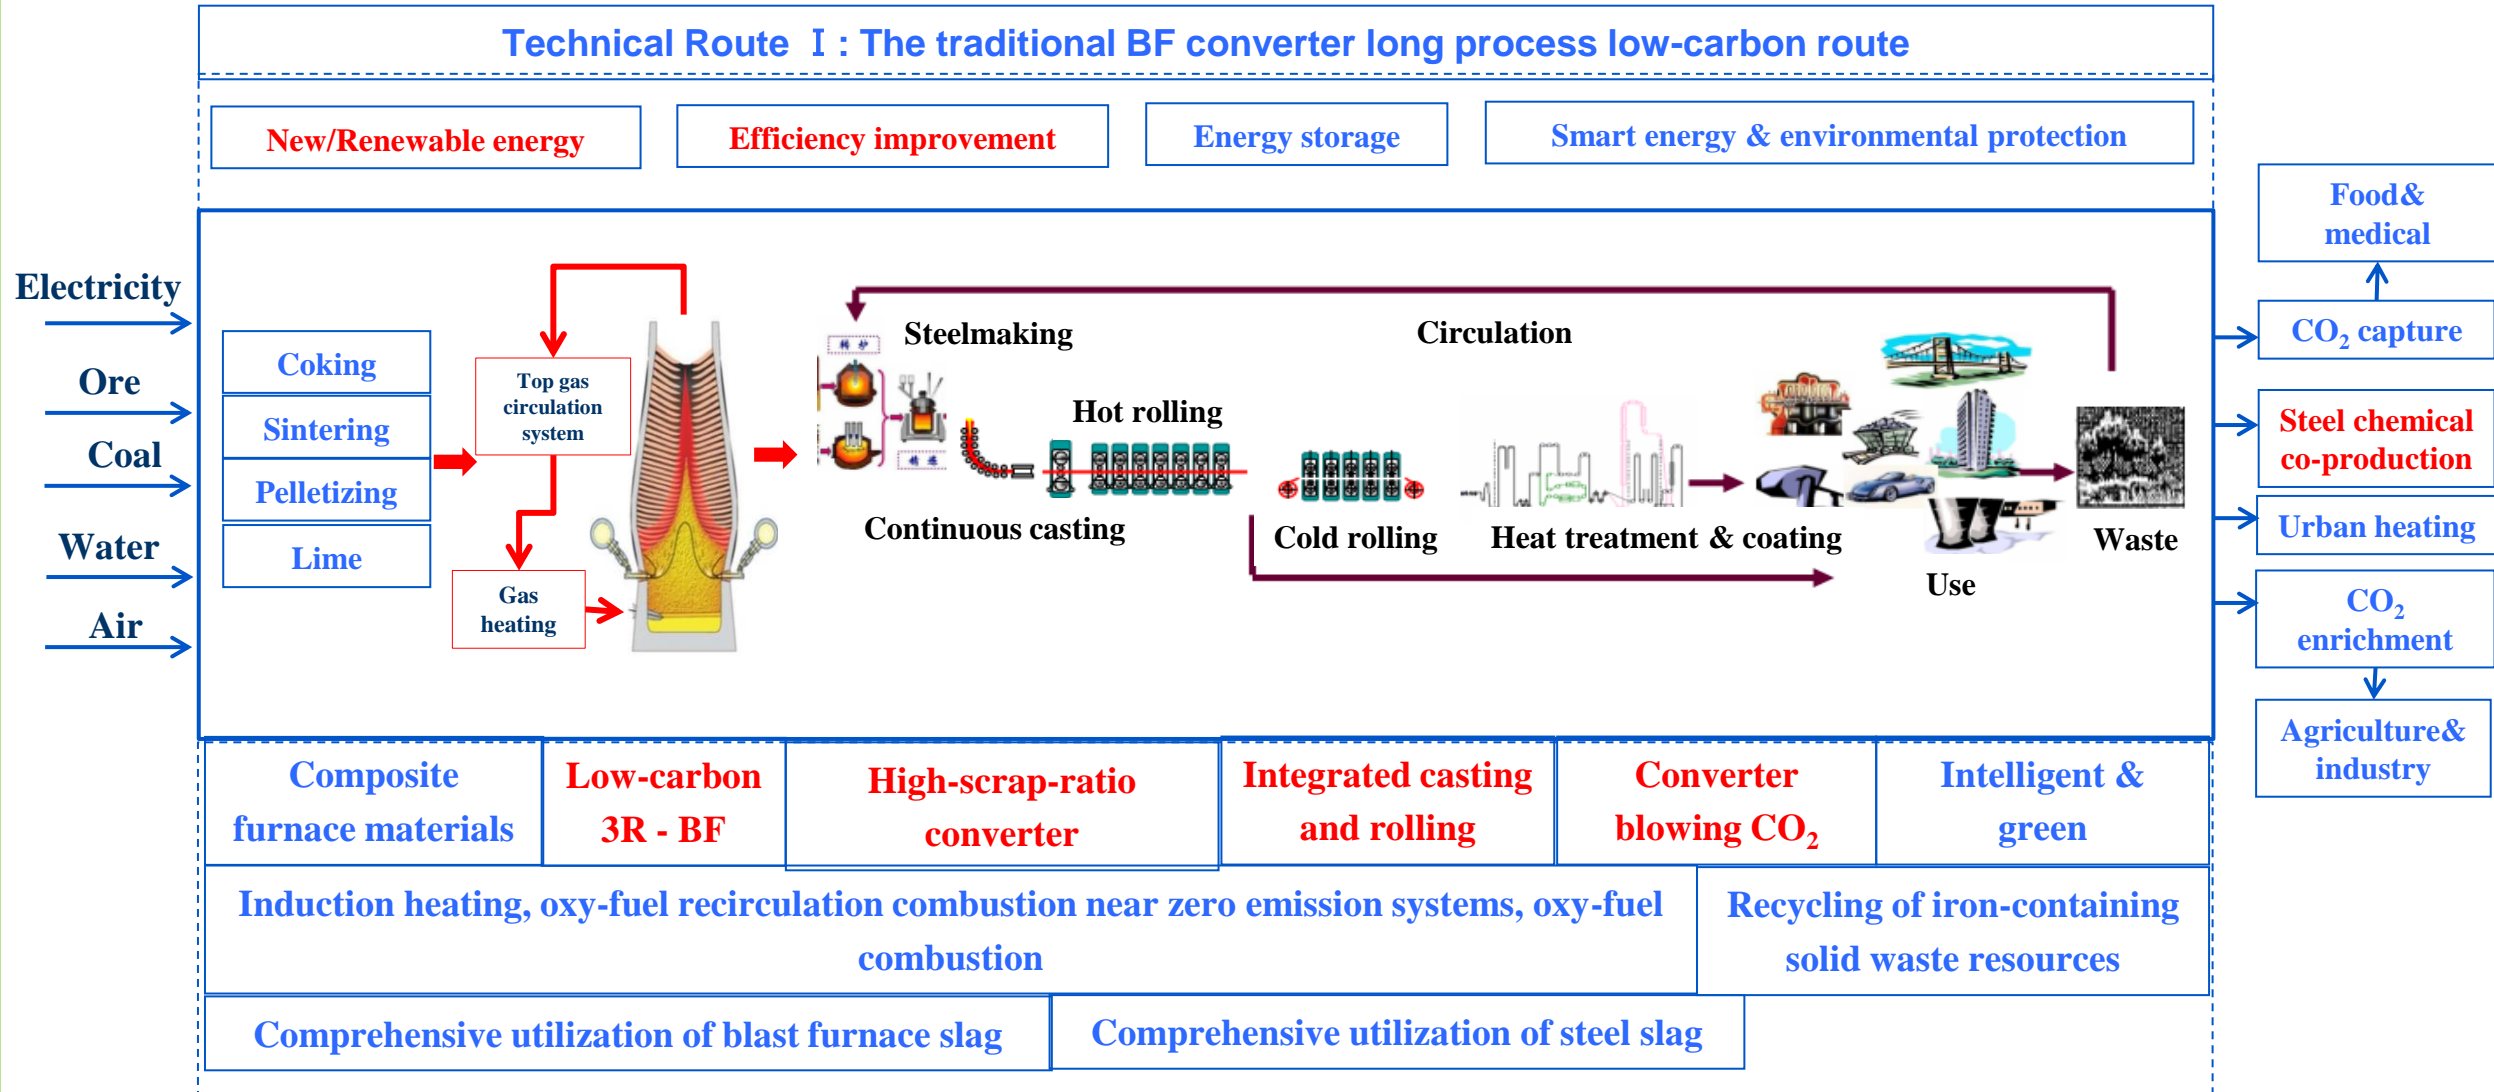 Technical Route Ⅰ: The traditional BF converter long process low-carbon route
New/Renewable energy
Efficiency improvement
Energy storage
Smart energy & environmental protection
Electricity
Ore
Coal
Water
Air
Coking
Sintering
Pelletizing
Lime
Top gas
circulation
system
Gas
heating
转炉
精炼
Steelmaking
Continuous casting
Hot rolling
Circulation
Cold rolling
Heat treatment & coating
Use
Waste
Food&
medical
CO₂ capture
Steel chemical
co-production
Urban heating
CO₂
enrichment
Agriculture&
industry
Composite
furnace materials
Low-carbon
3R - BF
High-scrap-ratio
converter
Integrated casting
and rolling
Converter
blowing CO₂
Intelligent &
green
Induction heating, oxy-fuel recirculation combustion near zero emission systems, oxy-fuel
combustion
Recycling of iron-containing
solid waste resources
Comprehensive utilization of blast furnace slag
Comprehensive utilization of steel slag